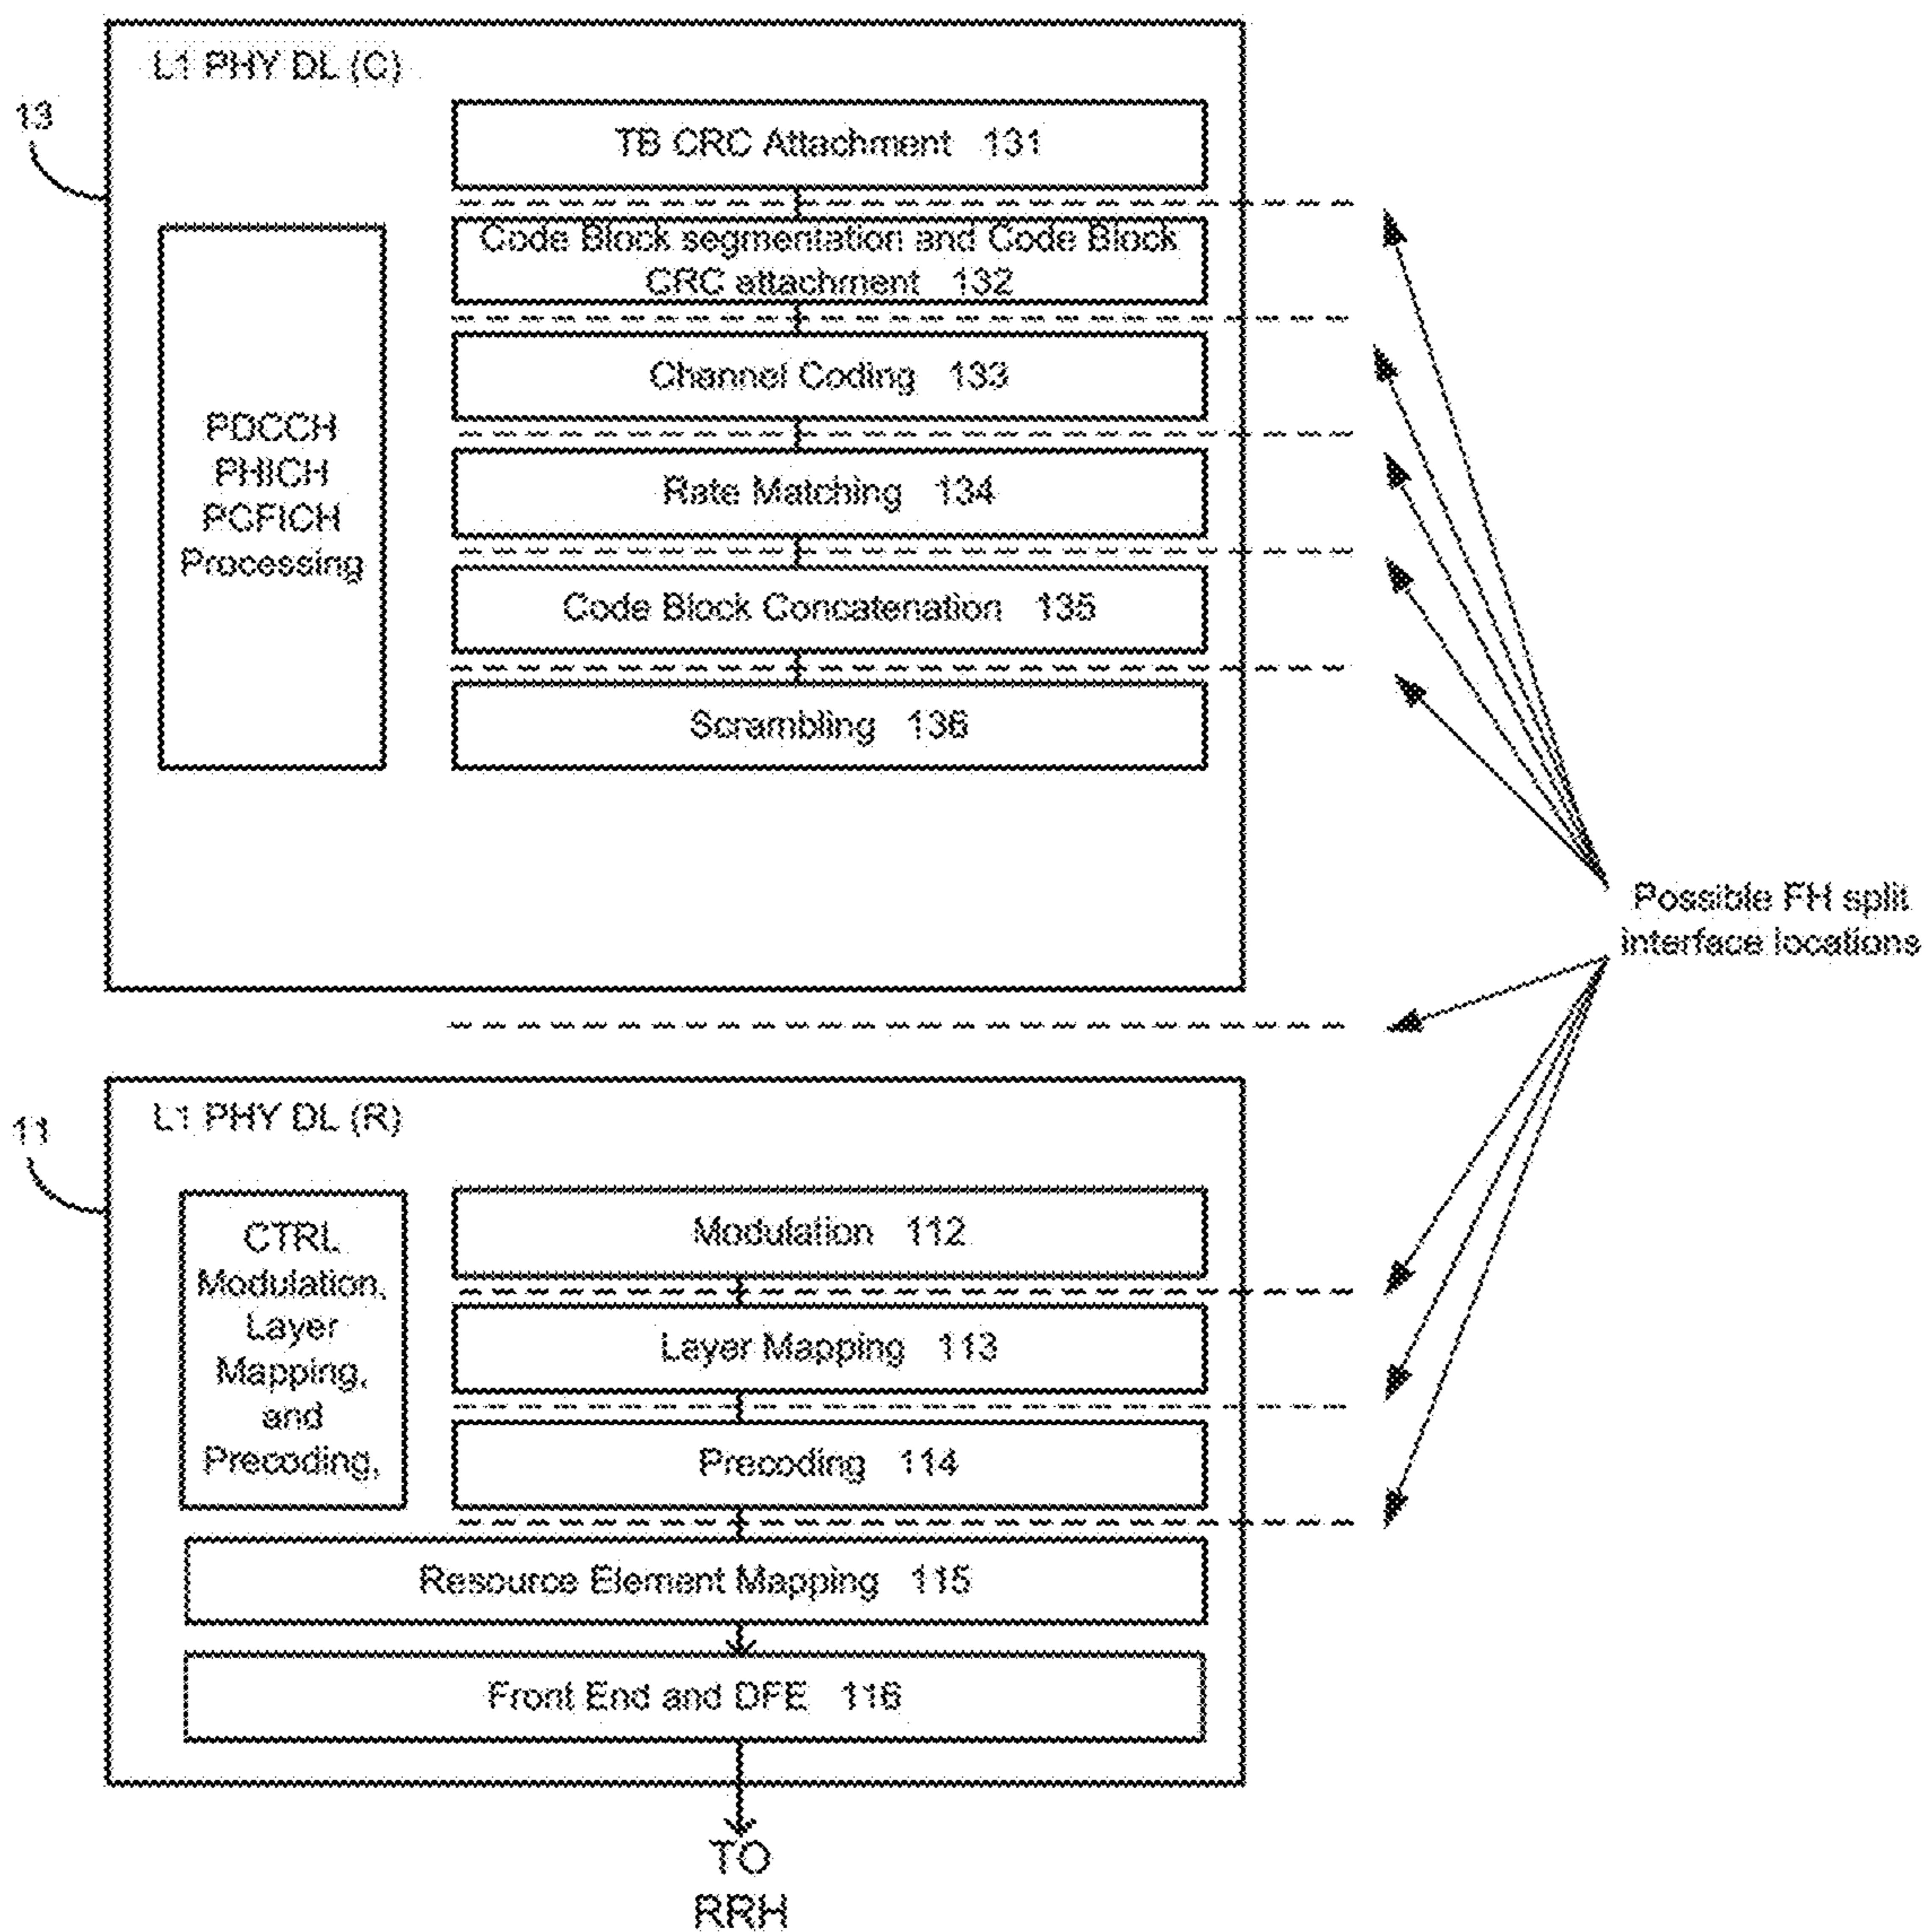 L1 PHY DL (C)
13
TB CRC Attachment 131
Code Block segmentation and Code Block
CRC attachment 132
Channel Coding 133
PDCCH
PHICH
PCFICH
Processing
Rate Matching 134
Code Block Concatenation 135
Scrambling 136
Possible FH split
interface locations
L1 PHY DL (R)
11
CTRL
Modulation,
Layer
Mapping,
and
Precoding,
Modulation 112
Layer Mapping 113
Precoding 114
Resource Element Mapping 115
Front End and DFE 116
TO
RRH